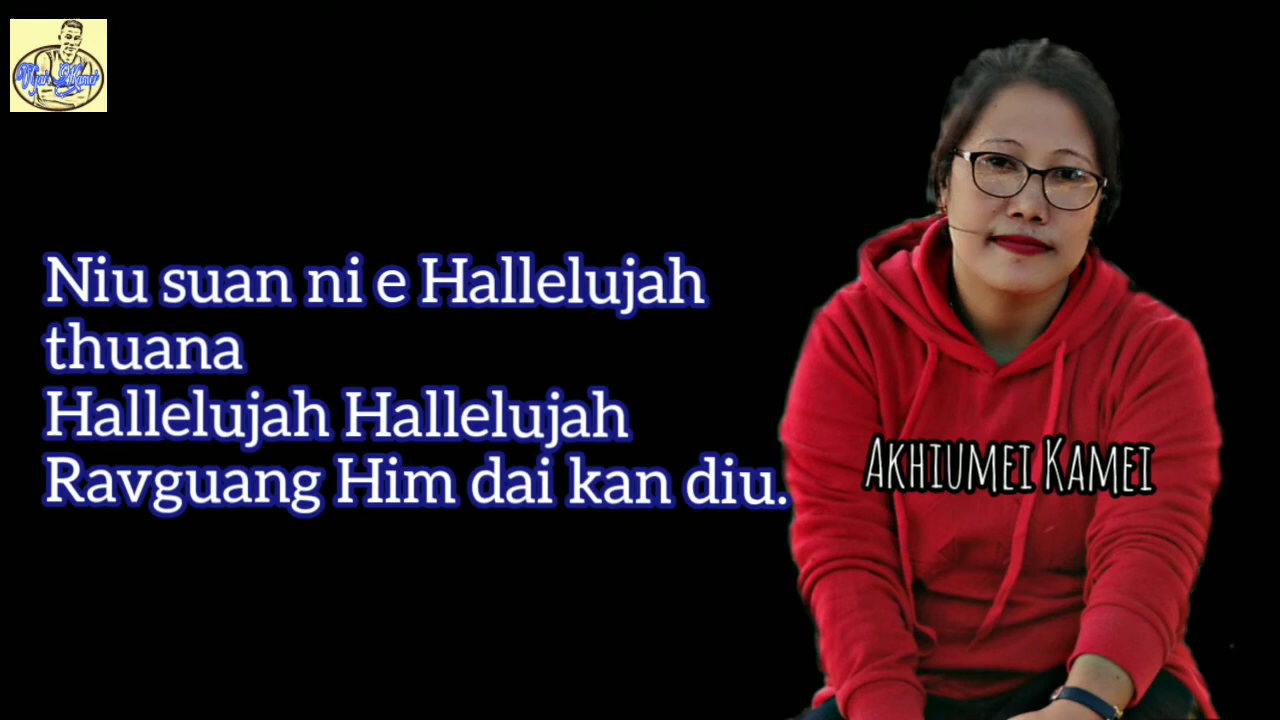 Niu suan ni e Hallelujah
thuana
Hallelujah Hallelujah
Ravguang Him dai kan diu.
AKHIUMEI KAMEI